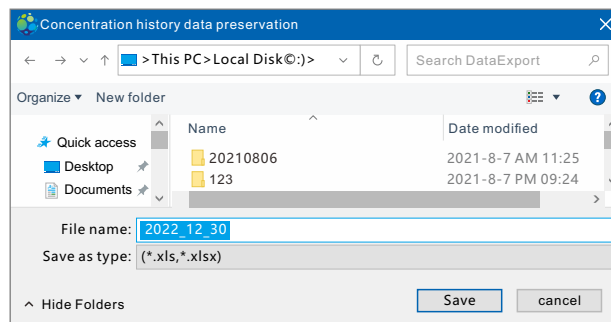 Concentration history data preservation
>This PC>Local Disk©:)>
Search DataExport
Organize
New folder
Name
Date modified
Quick access
20210806
2021-8-7 AM 11:25
Desktop
123
2021-8-7 PM 09:24
Documents
File name: 2022_12_30
Save as type: (*.xls,*.xlsx)
Hide Folders
Save
cancel